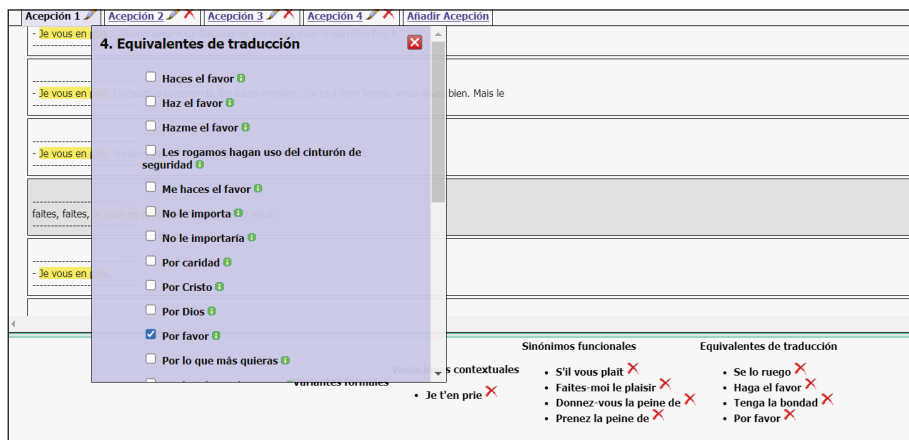 Acepción 1 Acepción 2 Acepción 3 Acepción 4 Añadir Acepción
- Je vous en
4. Equivalentes de traducción
Haces el favor
- Je vous en bien. Mais le
Haz el favor
Hazme el favor
- Je vous en
Les rogamos hagan uso del cinturón de
seguridad
Me haces el favor
faites, faites,
No le importa
No le importaría
Por caridad
- Je vous en
Por Cristo
Por Dios
Por favor
Por lo que más quieras
Variantes formales
contextuales
• Je t'en prie
Sinónimos funcionales
• S'il vous plait
• Faites-moi le plaisir
• Donnez-vous la peine de
• Prenez la peine de
Equivalentes de traducción
• Se lo ruego
• Haga el favor
• Tenga la bondad
• Por favor